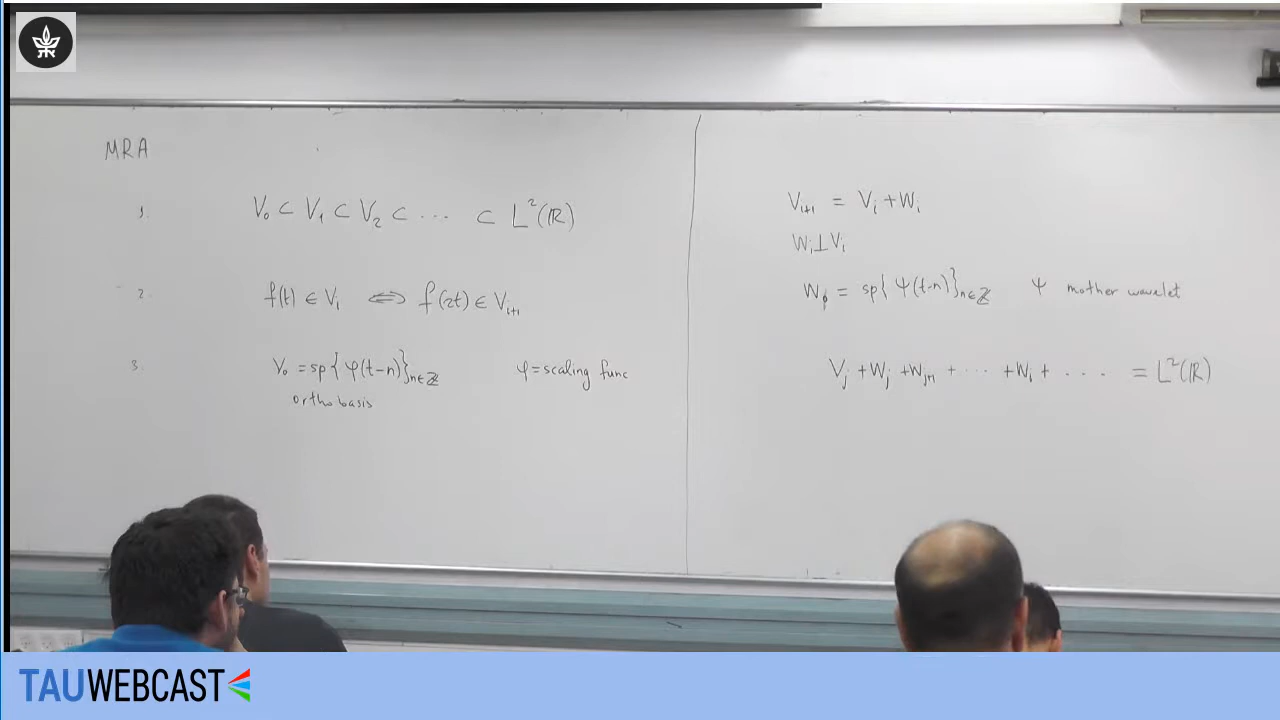 MRA
1. V₀ ⊂ V₁ ⊂ V₂ ⊂ ··· ⊂ L²(ℝ)
2. f(t) ∈ Vᵢ ⟺ f(2t) ∈ Vᵢ₊₁
3. V₀ = sp{φ(t-n)}ₙ∈ℤ φ=scaling func
ortho basis
Vᵢ₊₁ = Vᵢ + Wᵢ
Wᵢ ⊥ Vᵢ
W₀ = sp{ψ(t-n)}ₙ∈ℤ ψ mother wavelet
Vⱼ + Wⱼ + Wⱼ₊₁ + ··· + Wᵢ + ···· = L²(ℝ)
TAUWEBCAST